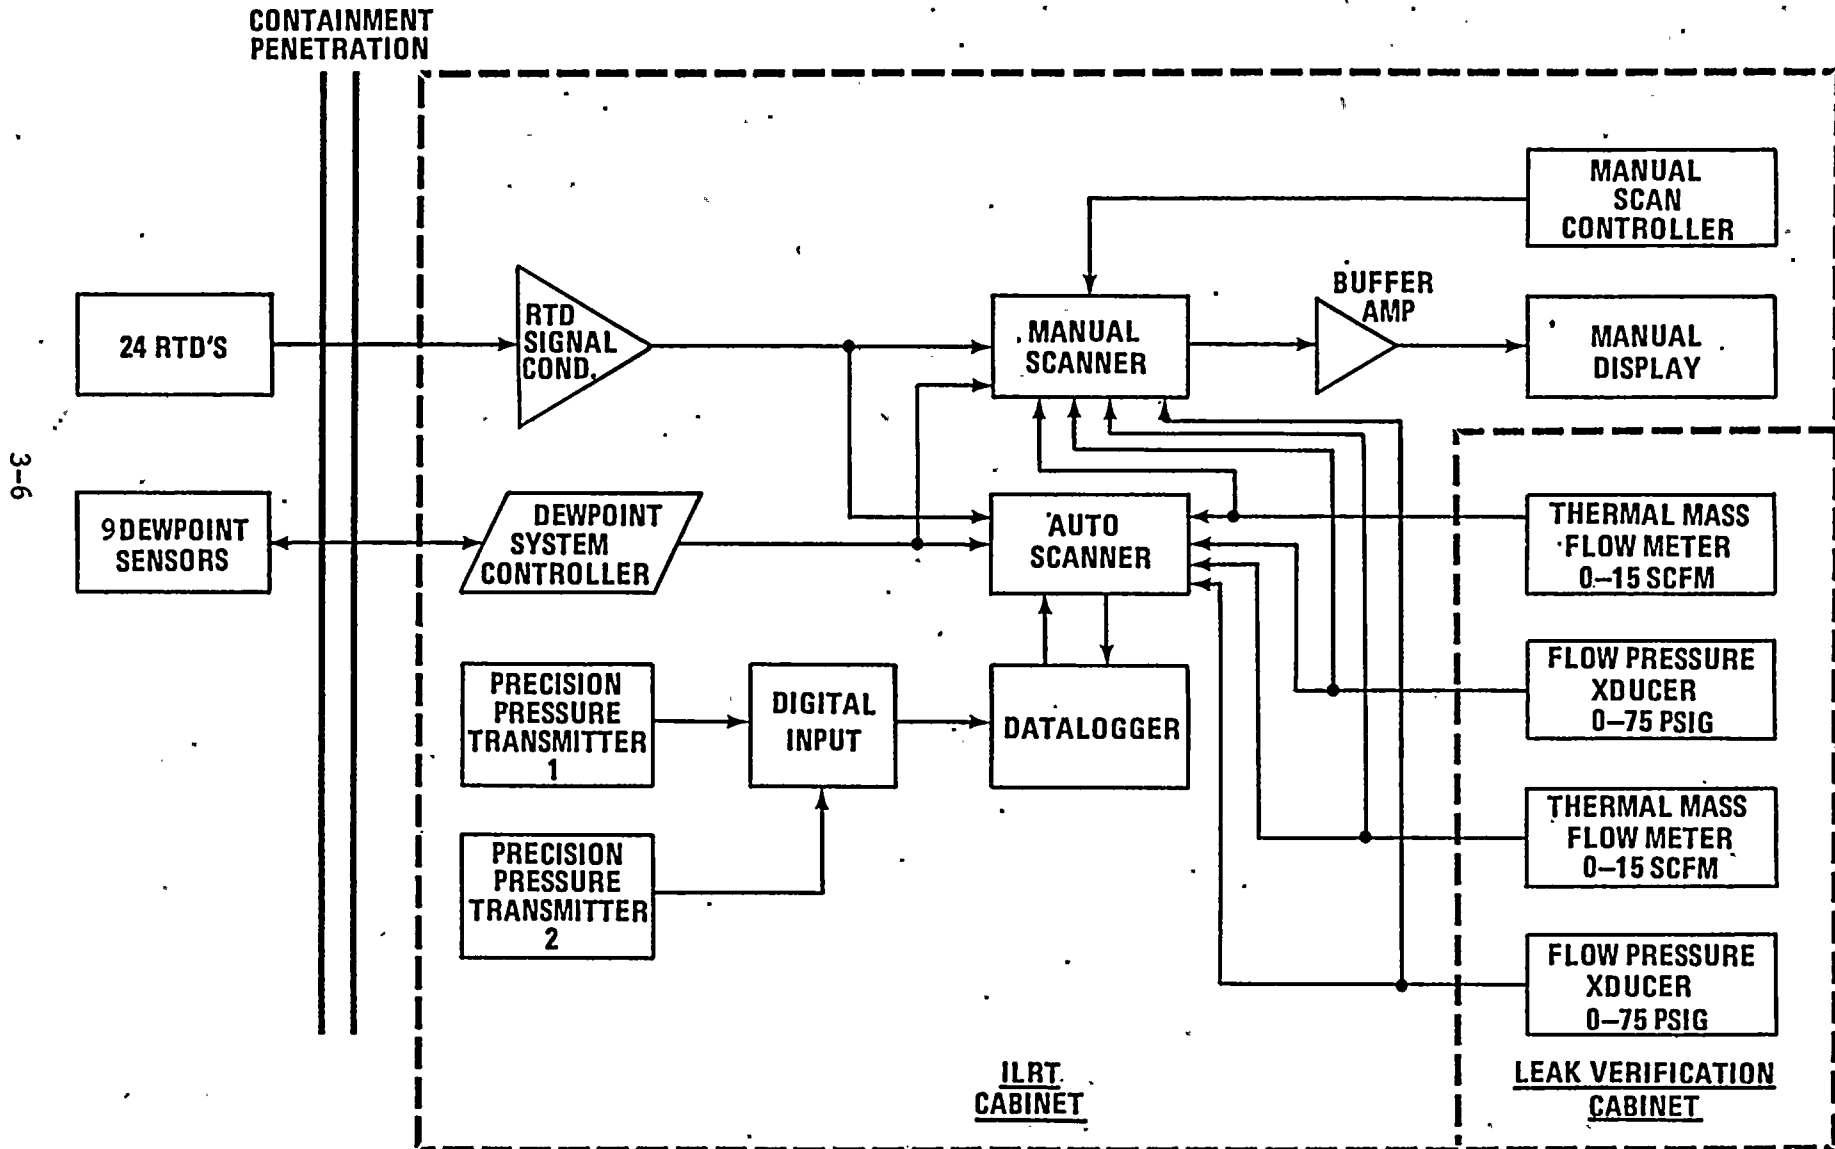 CONTAINMENT
PENETRATION
MANUAL
SCAN
CONTROLLER
24 RTD'S
RTD
SIGNAL
COND.
MANUAL
SCANNER
BUFFER
AMP
MANUAL
DISPLAY
3-6
9 DEWPOINT
SENSORS
DEWPOINT
SYSTEM
CONTROLLER
AUTO
SCANNER
THERMAL MASS
FLOW METER
0-15 SCFM
PRECISION
PRESSURE
TRANSMITTER
1
DIGITAL
INPUT
DATALOGGER
FLOW PRESSURE
XDUCER
0-75 PSIG
PRECISION
PRESSURE
TRANSMITTER
2
THERMAL MASS
FLOW METER
0-15 SCFM
FLOW PRESSURE
XDUCER
0-75 PSIG
ILRT
CABINET
LEAK VERIFICATION
CABINET